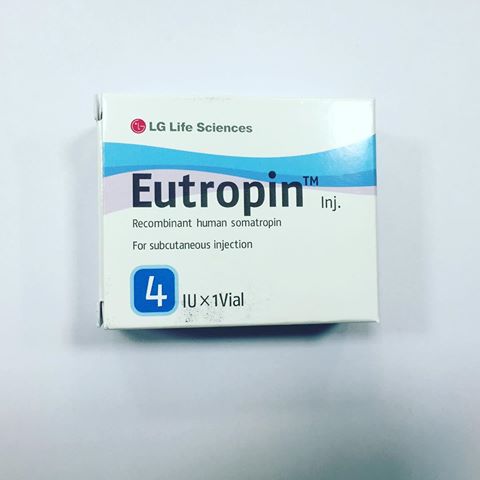 LG Life Sciences
Eutropin™ Inj.
Recombinant human somatropin
For subcutaneous injection
4 IU×1Vial